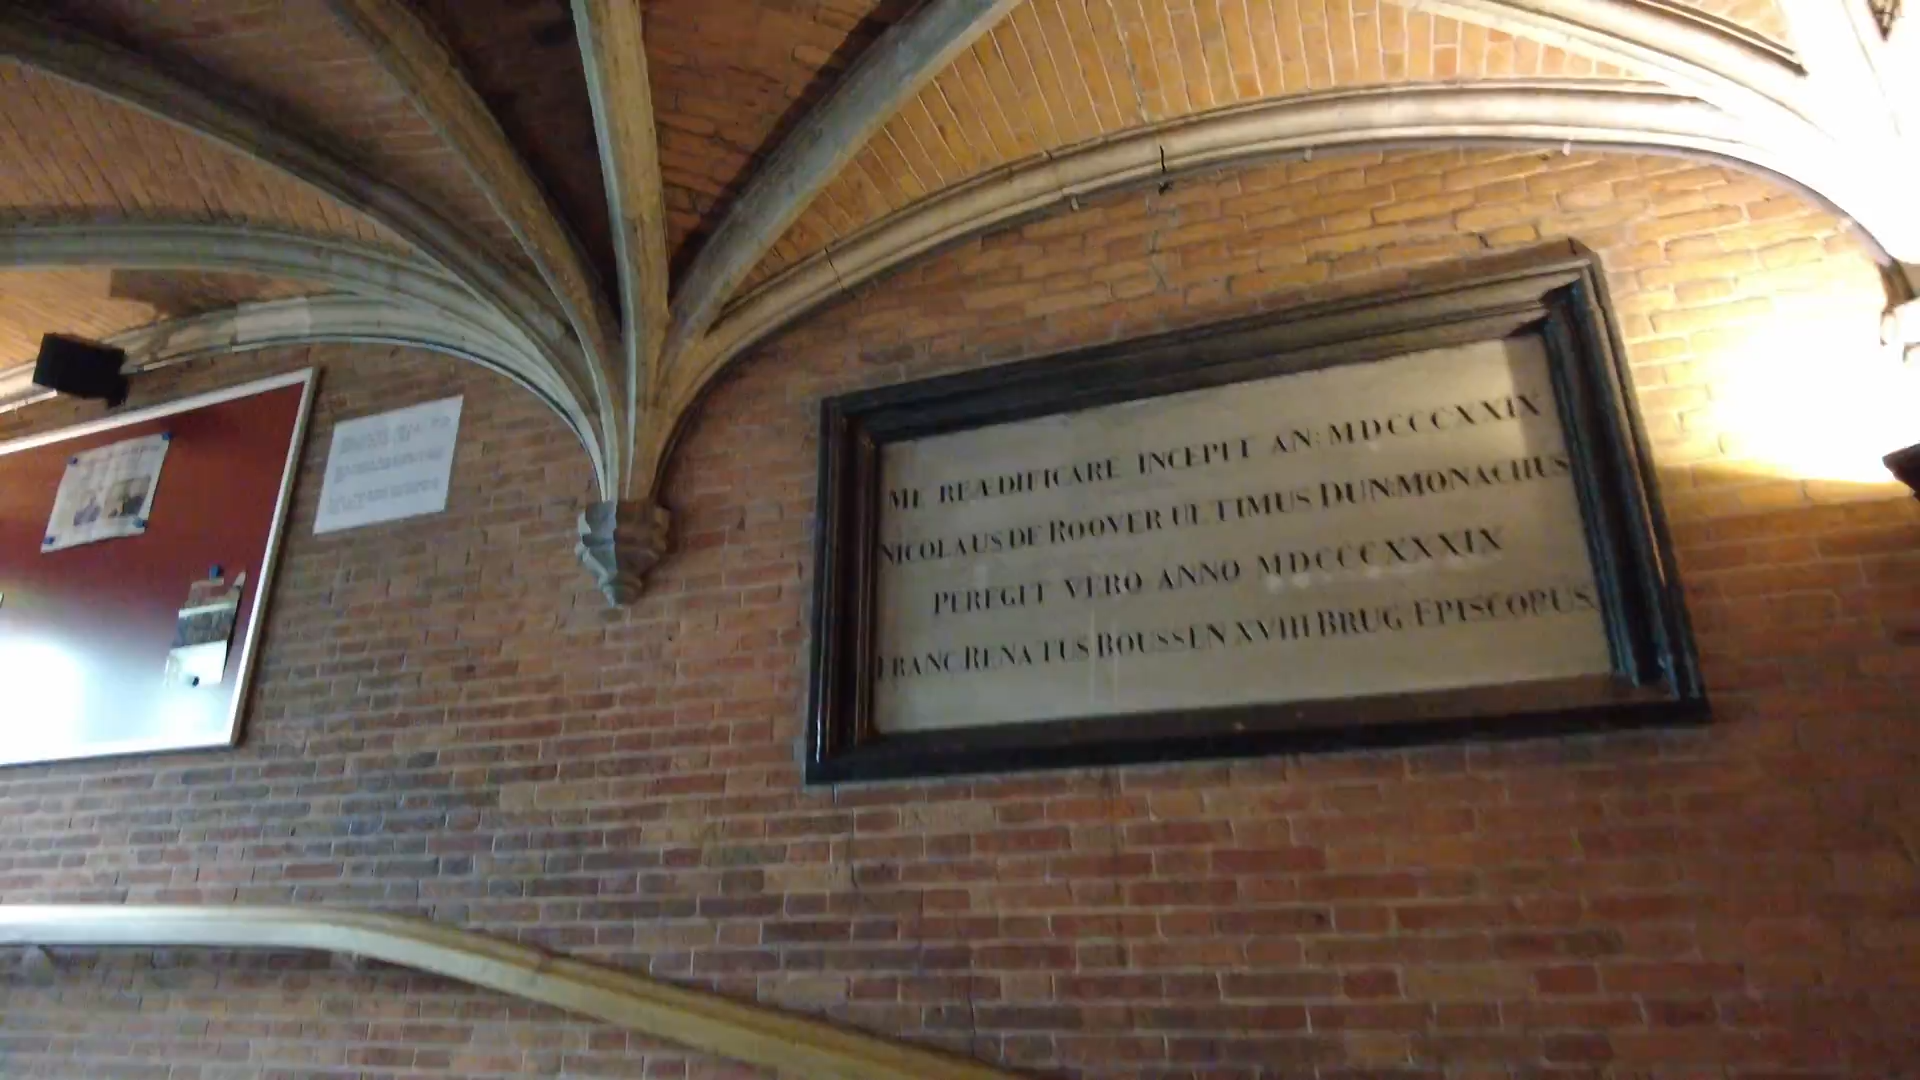 ME REÆDIFICARE INCEPIT AN: MDCCCXXIX
NICOLAUS DE ROOVER ULTIMUS DUN: MONACHUS
PEREGIT VERO ANNO MDCCCXXXIX
FRANC RENATUS BOUSSEN XVIII BRUG EPISCOPUS